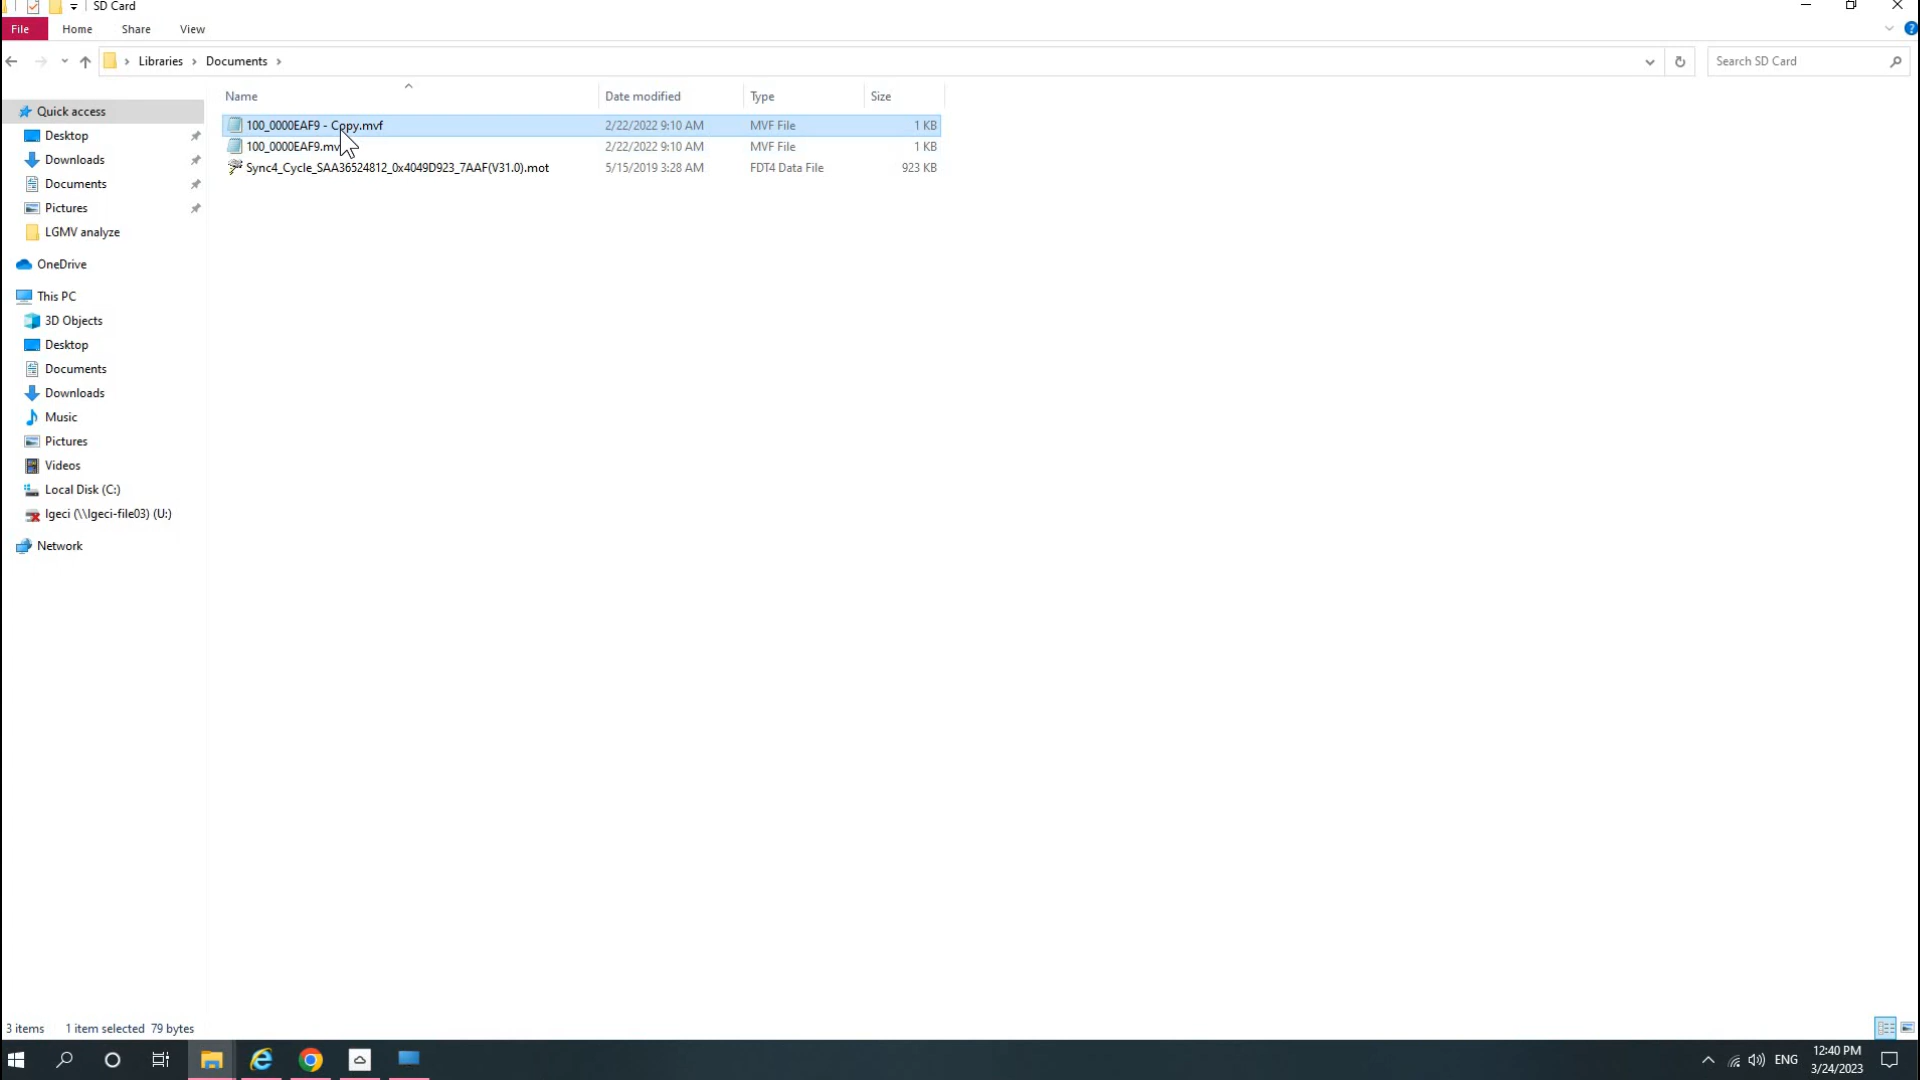 SD Card
File Home Share View
Libraries Documents
Search SD Card
Name Date modified Type Size
100_0000EAF9 - Copy.mvf 2/22/2022 9:10 AM MVF File 1 KB
100_0000EAF9.mv 2/22/2022 9:10 AM MVF File 1 KB
Sync4_Cycle_SAA36524812_0x4049D923_7AAF(V31.0).mot 5/15/2019 3:28 AM FDT4 Data File 923 KB
Quick access
Desktop
Downloads
Documents
Pictures
LGMV analyze
OneDrive
This PC
3D Objects
Desktop
Documents
Downloads
Music
Pictures
Videos
Local Disk (C:)
lgeci (\\lgeci-file03) (U:)
Network
3 items 1 item selected 79 bytes
ENG
12:40 PM
3/24/2023